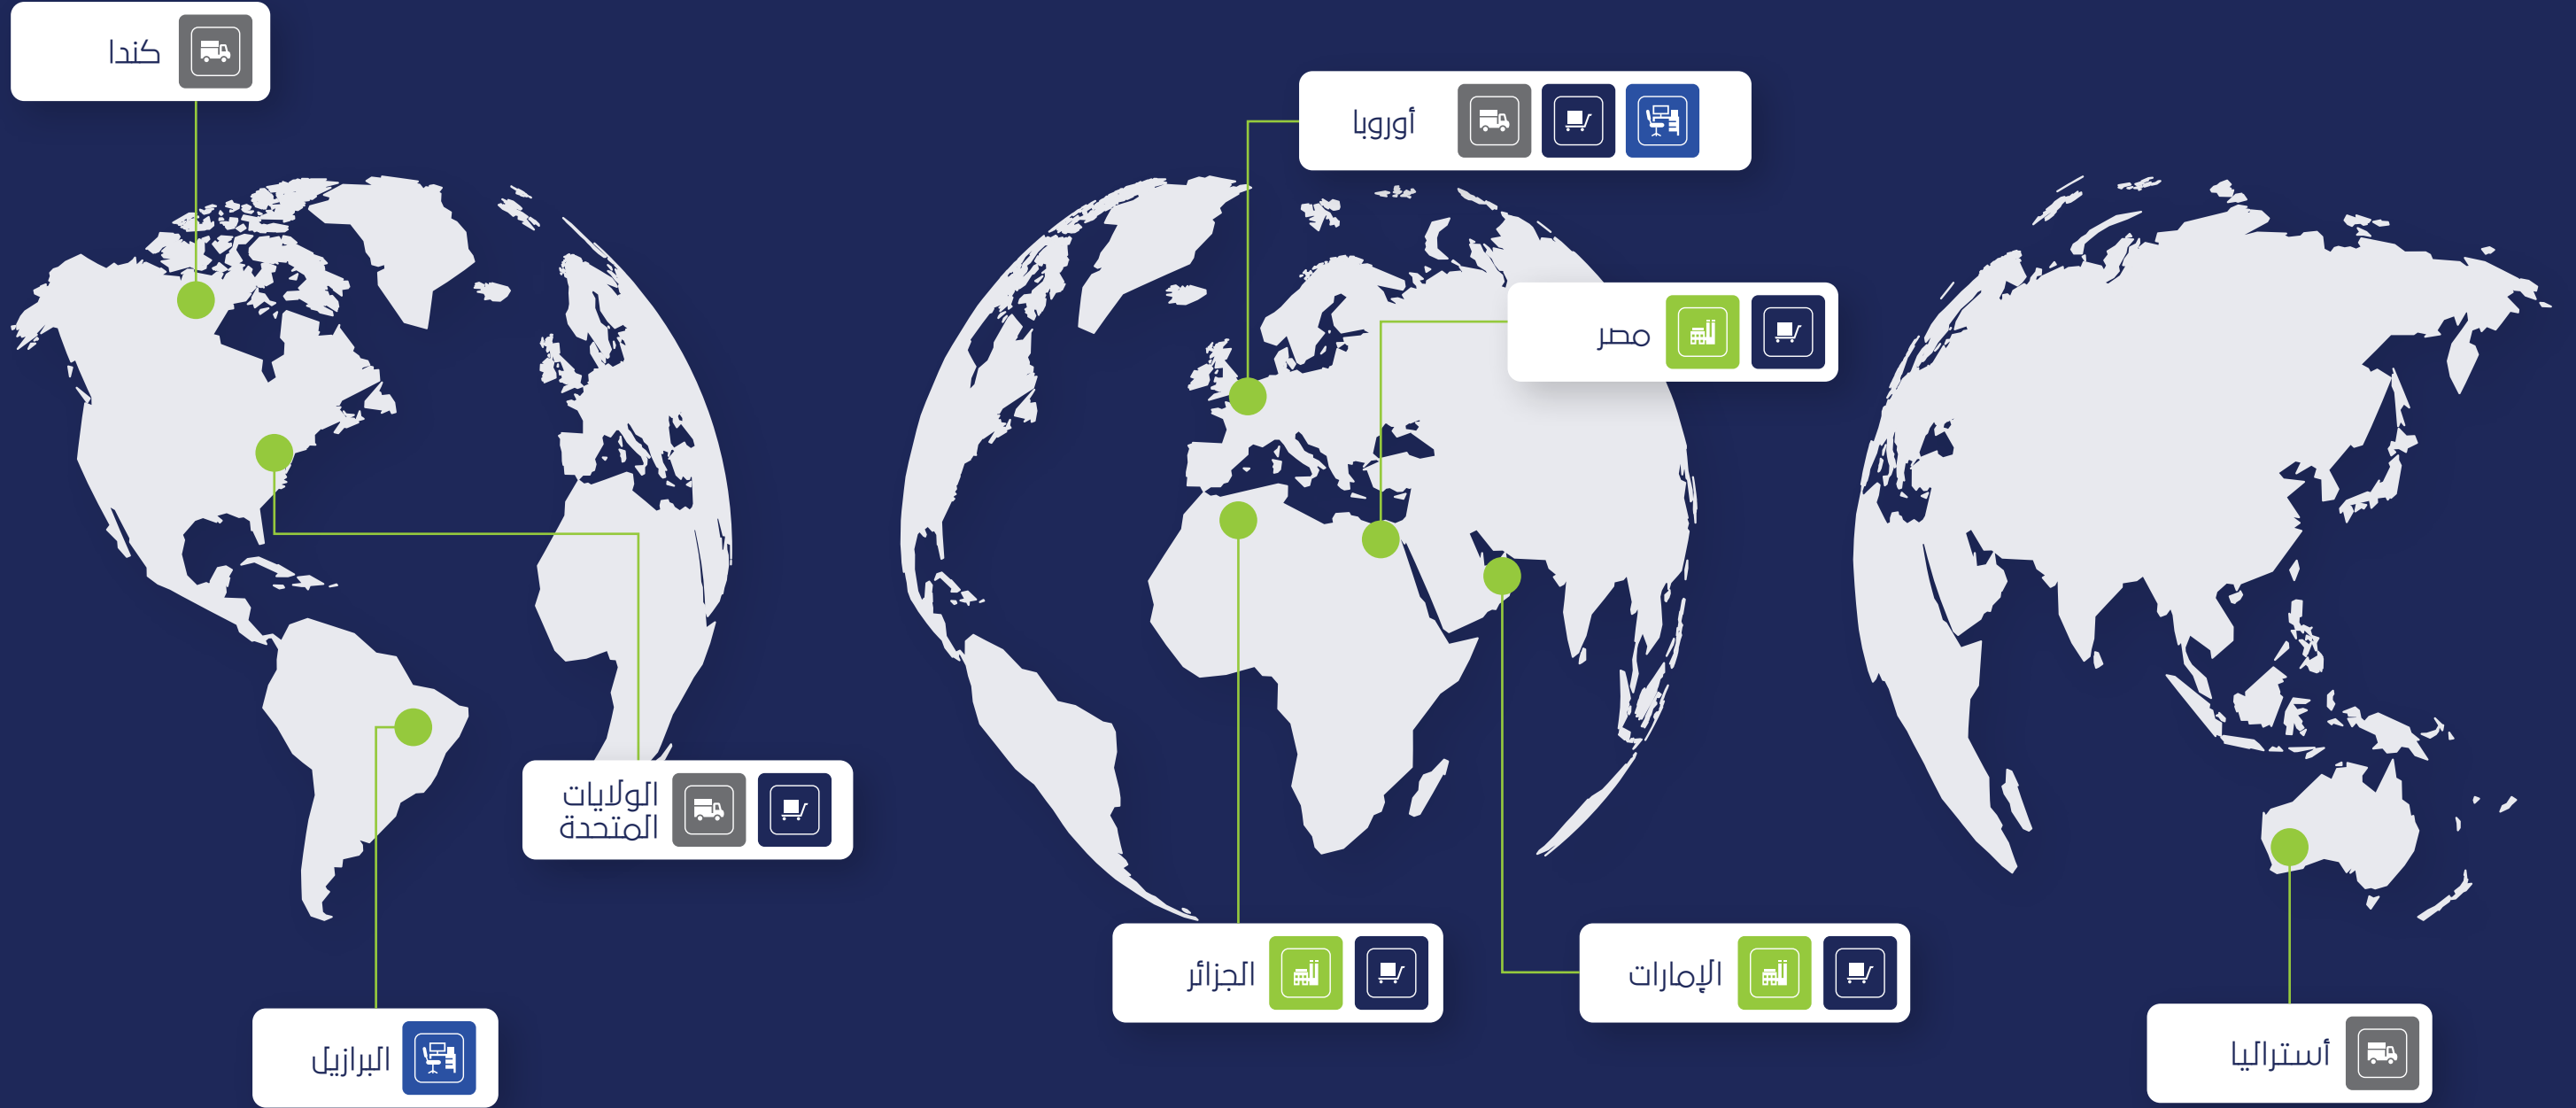 كندا
أوروبا
مصر
الولايات
المتحدة
الجزائر
الإمارات
أستراليا
البرازيل